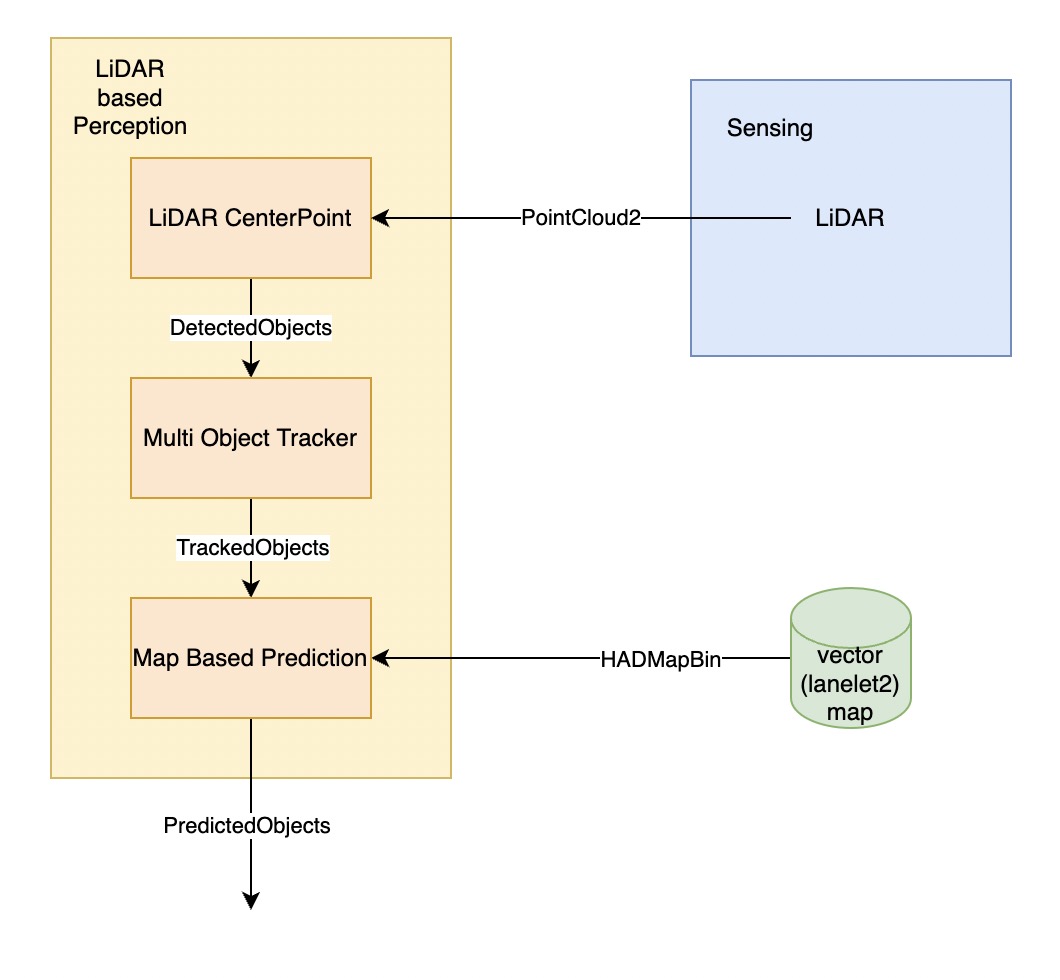 LiDAR
based
Perception
Sensing
LiDAR CenterPoint
PointCloud2
LiDAR
DetectedObjects
Multi Object Tracker
TrackedObjects
Map Based Prediction
HADMapBin
vector
(lanelet2)
map
PredictedObjects